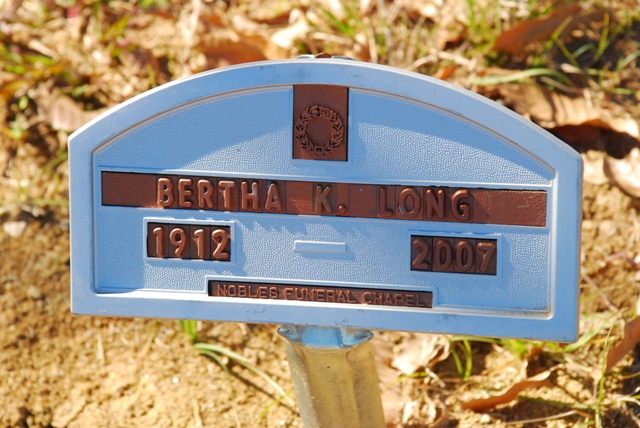 BERTHA K. LONG
1912 – 2007
NOBLES FUNERAL CHAPEL